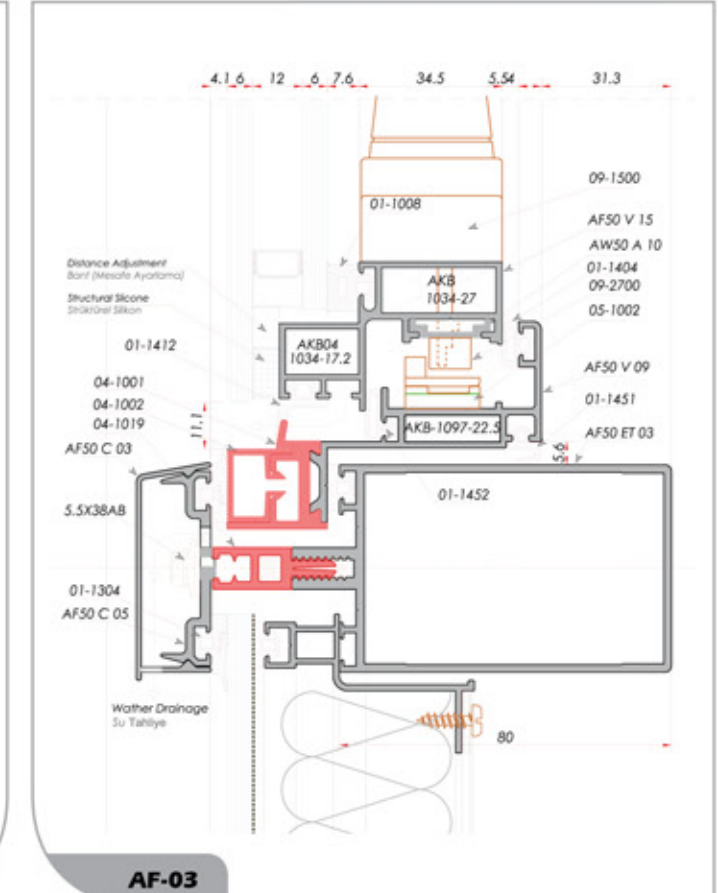 4.1 6 12 6 7.6 34.5 5.54 31.3
09-1500
01-1008
AF50 V 15
AW50 A 10
Distance Adjustment
Bant (Mesafe Ayarlama)
01-1404
AKB
1034-27
09-2700
Structural Slicone
Strüktürel Silikon
05-1002
01-1412
AKB04
1034-17.2
AF50 V 09
04-1001
01-1451
04-1002
11.1
AKB-1097-22.5
04-1019
AF50 ET 03
AF50 C 03
5.6
01-1452
5.5X38AB
01-1304
AF50 C 05
Wather Drainage
Su Tahliye
80
AF-03